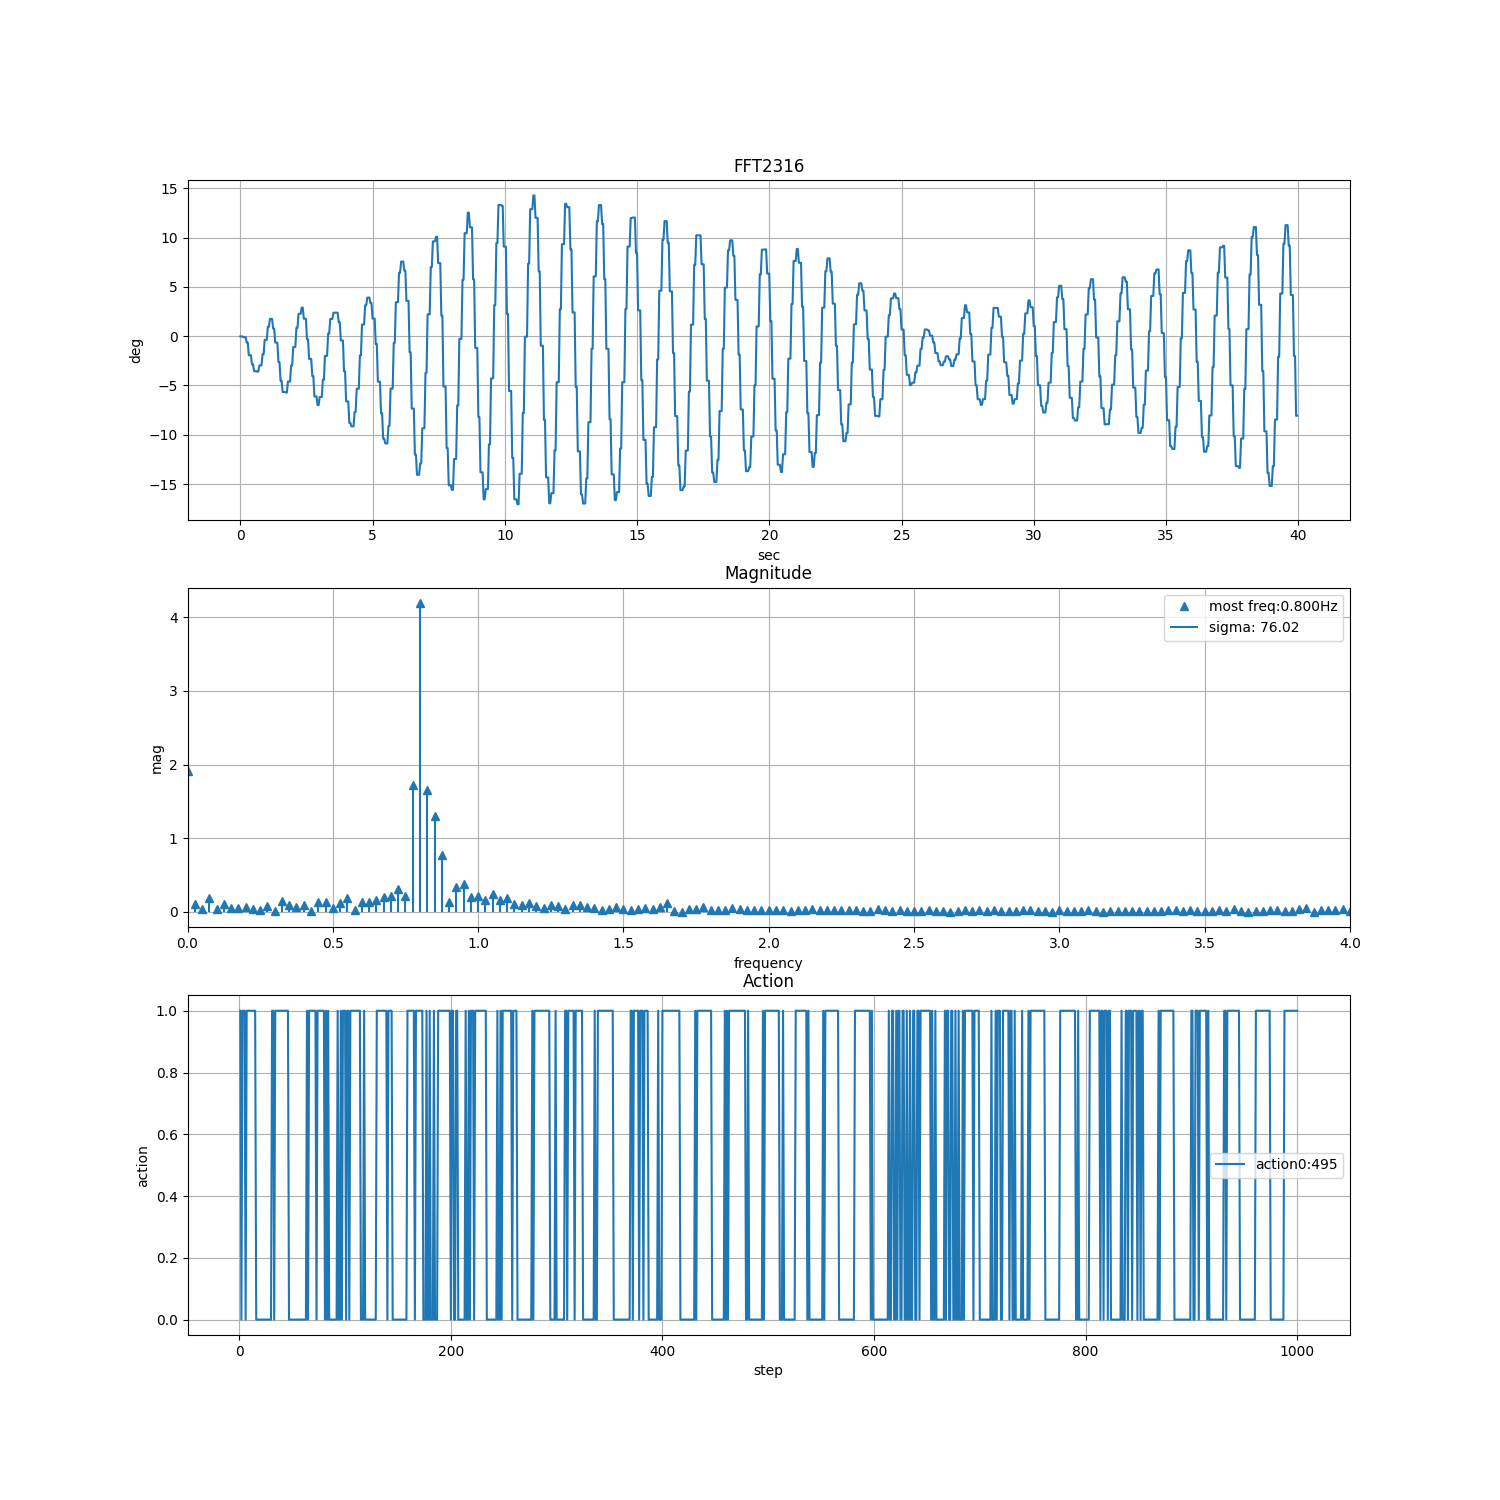 FFT2316
15
10
5
0
−5
−10
−15
deg
0 5 10 15 20 25 30 35 40
sec
Magnitude
4
3
2
1
0
mag
most freq:0.800Hz
sigma: 76.02
0.0 0.5 1.0 1.5 2.0 2.5 3.0 3.5 4.0
frequency
Action
1.0
0.8
0.6
0.4
0.2
0.0
action
action0:495
0 200 400 600 800 1000
step